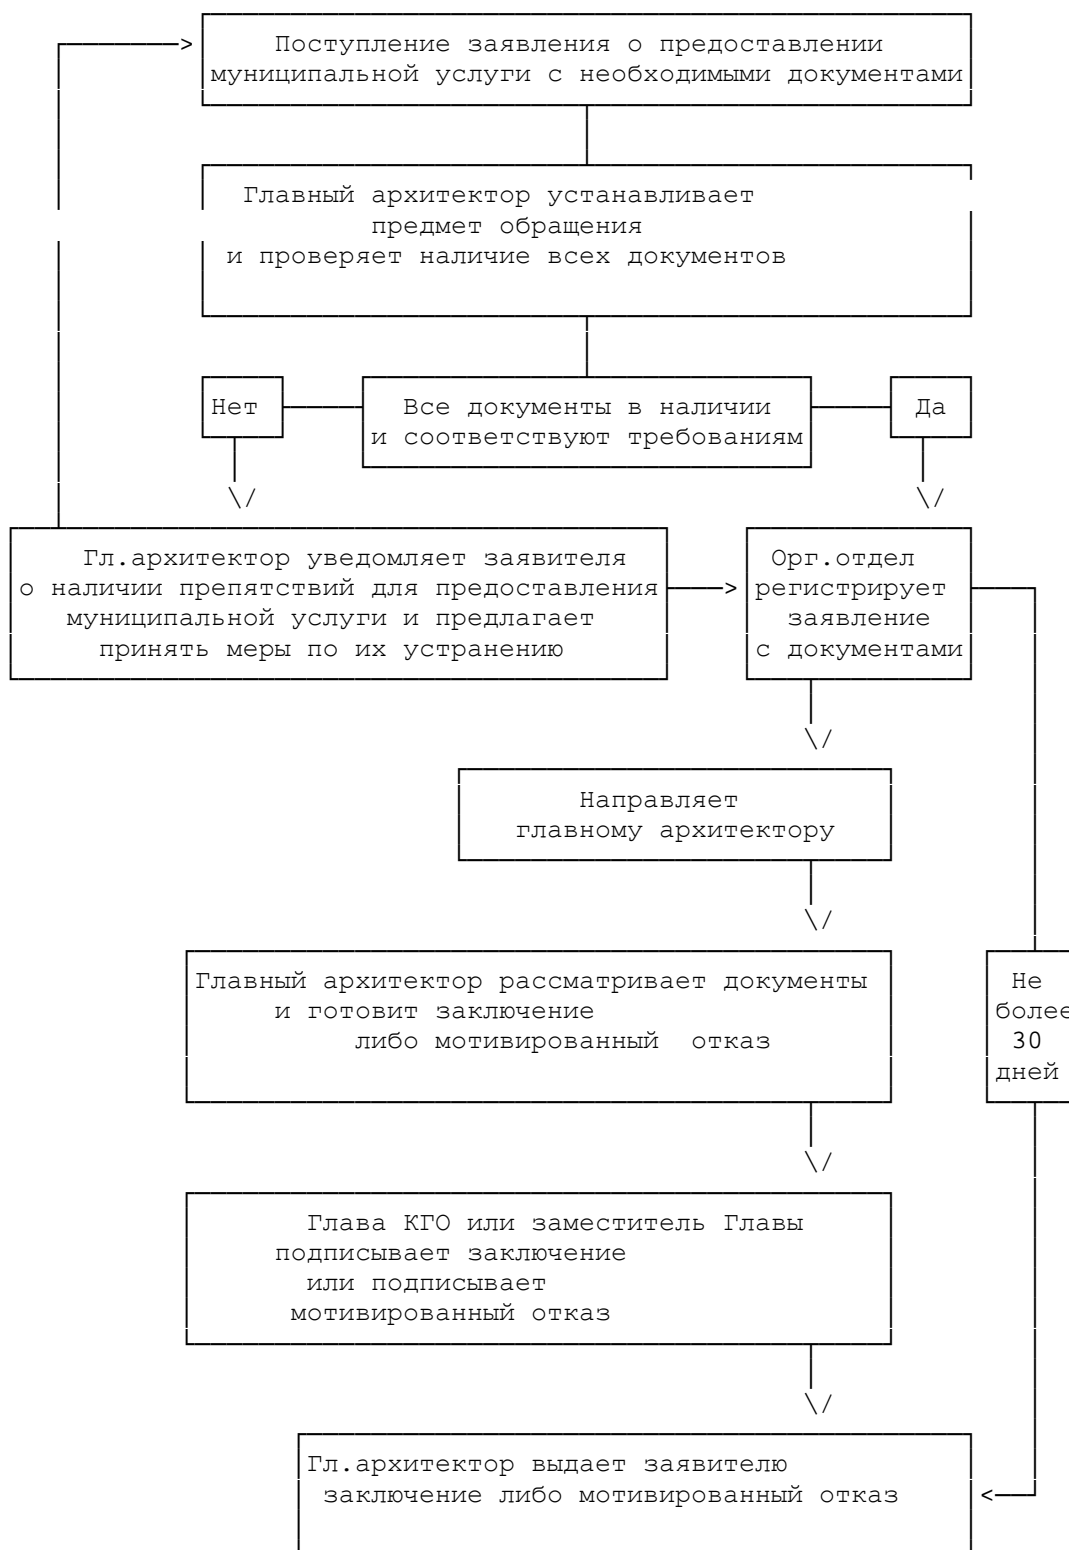 Поступление заявления о предоставлении
муниципальной услуги с необходимыми документами
Главный архитектор устанавливает
предмет обращения
и проверяет наличие всех документов
Нет
Все документы в наличии
и соответствуют требованиям
Да
Гл.архитектор уведомляет заявителя
о наличии препятствий для предоставления
муниципальной услуги и предлагает
принять меры по их устранению
Орг.отдел
регистрирует
заявление
с документами
Направляет
главному архитектору
Главный архитектор рассматривает документы
и готовит заключение
либо мотивированный отказ
Не
более
30
дней
Глава КГО или заместитель Главы
подписывает заключение
или подписывает
мотивированный отказ
Гл.архитектор выдает заявителю
заключение либо мотивированный отказ